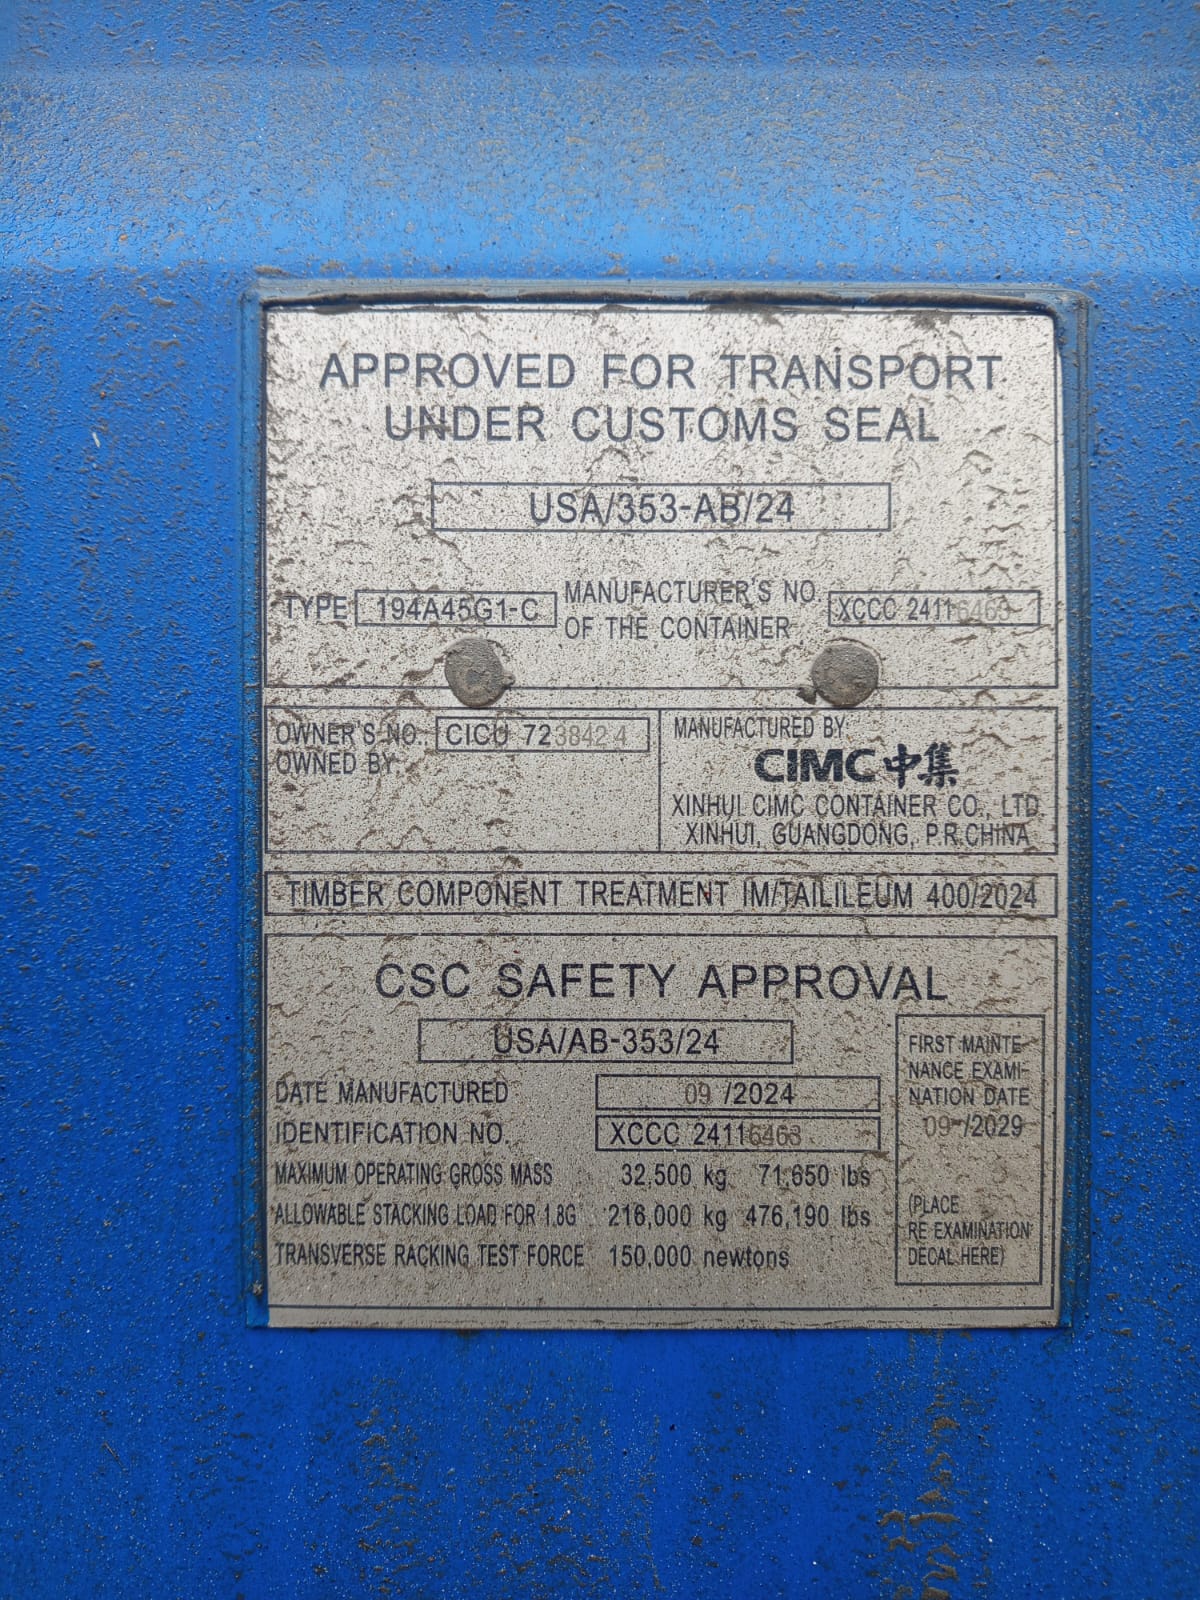 APPROVED FOR TRANSPORT
UNDER CUSTOMS SEAL
USA/353-AB/24
TYPE 194A45G1-C
MANUFACTURER'S NO.
OF THE CONTAINER
XCCC 24116463
OWNER'S NO. CICU 723842 4
OWNED BY:
MANUFACTURED BY:
CIMC 中集
XINHUI CIMC CONTAINER CO., LTD
XINHUI, GUANGDONG, P.R.CHINA
TIMBER COMPONENT TREATMENT IM/TAILILEUM 400/2024
CSC SAFETY APPROVAL
USA/AB-353/24
DATE MANUFACTURED 09 /2024
IDENTIFICATION NO. XCCC 24116463
MAXIMUM OPERATING GROSS MASS 32,500 kg 71,650 lbs
ALLOWABLE STACKING LOAD FOR 1.8G 216,000 kg 476,190 lbs
TRANSVERSE RACKING TEST FORCE 150,000 newtons
FIRST MAINTE-
NANCE EXAMI-
NATION DATE
09 /2029
(PLACE
RE EXAMINATION
DECAL HERE)